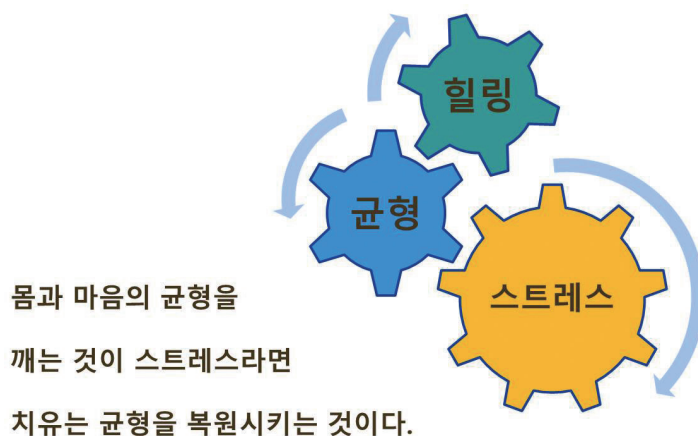 힐링
균형
스트레스
몸과 마음의 균형을
깨는 것이 스트레스라면
치유는 균형을 복원시키는 것이다.